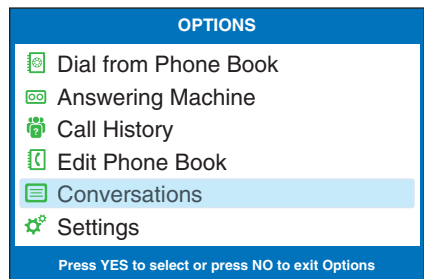 OPTIONS
Dial from Phone Book
Answering Machine
Call History
Edit Phone Book
Conversations
Settings
Press YES to select or press NO to exit Options